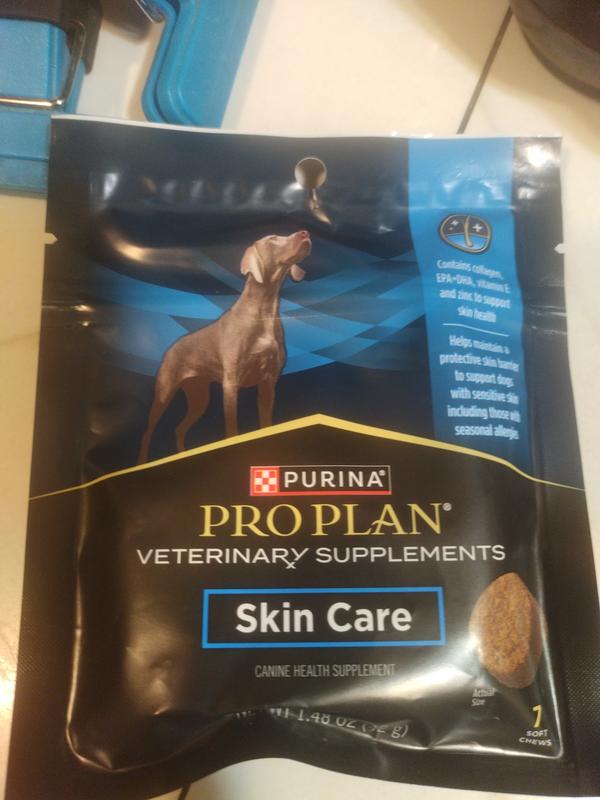 Contains collagen,
EPA+DHA, vitamin E
and zinc to support
skin health
Helps maintain a
protective skin barrier
to support dogs
with sensitive skin
including those with
seasonal allergies
PURINA®
PRO PLAN®
VETERINARY SUPPLEMENTS
Skin Care
CANINE HEALTH SUPPLEMENT
WT 1.48 OZ (42 g)
Actual
Size
7
SOFT
CHEWS